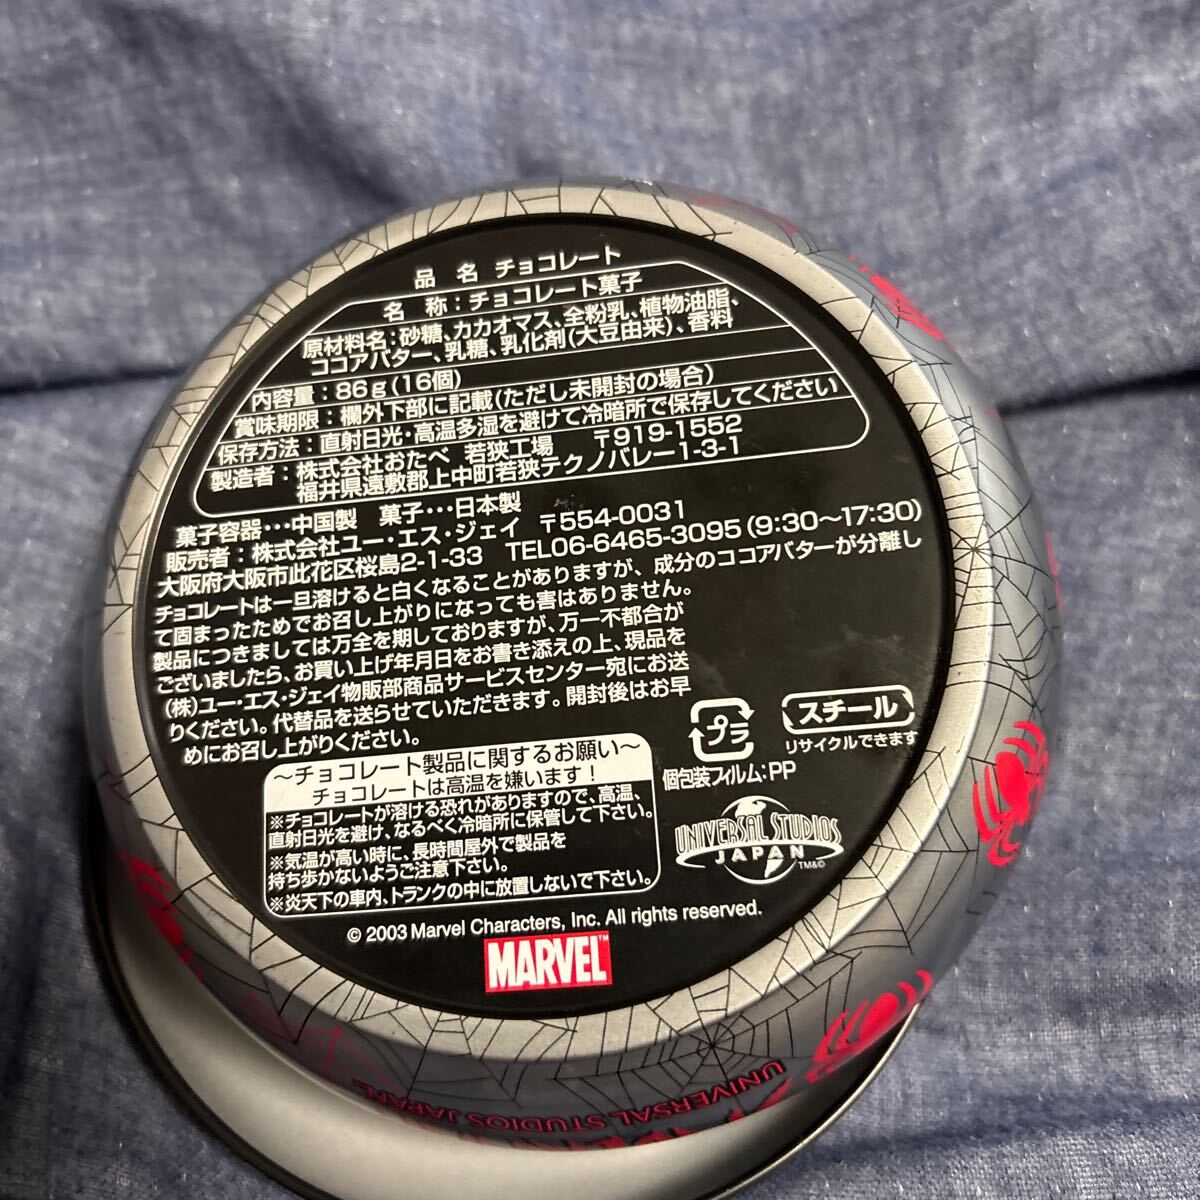 品 名 チョコレート
名 称：チョコレート菓子
原材料名：砂糖、カカオマス、全粉乳、植物油脂、
ココアバター、乳糖、乳化剤(大豆由来)、香料
内容量：86g(16個)
賞味期限：欄外下部に記載(ただし未開封の場合)
保存方法：直射日光・高温多湿を避けて冷暗所で保存してください
製造者：株式会社おたべ 若狭工場 〒919-1552
福井県遠敷郡上中町若狭テクノバレー1-3-1
菓子容器…中国製 菓子…日本製
販売者：株式会社ユー・エス・ジェイ 〒554-0031
大阪府大阪市此花区桜島2-1-33 TEL06-6465-3095(9:30〜17:30)
チョコレートは一旦溶けると白くなることがありますが、成分のココアバターが分離し
て固まったためでお召し上がりになっても害はありません。
製品につきましては万全を期しておりますが、万一不都合が
ございましたら、お買い上げ年月日をお書き添えの上、現品を
(株)ユー・エス・ジェイ物販部商品サービスセンター宛にお送
りください。代替品を送らせていただきます。開封後はお早
めにお召し上がりください。
プラ
個包装フィルム：PP
スチール
リサイクルできます
〜チョコレート製品に関するお願い〜
チョコレートは高温を嫌います！
※チョコレートが溶ける恐れがありますので、高温、
直射日光を避け、なるべく冷暗所に保管して下さい。
※気温が高い時に、長時間屋外で製品を
持ち歩かないようご注意下さい。
※炎天下の車内、トランクの中に放置しないで下さい。
UNIVERSAL STUDIOS
JAPAN
TM&©
© 2003 Marvel Characters, Inc. All rights reserved.
MARVEL™
UNIVERSAL STUDIOS JAPAN™